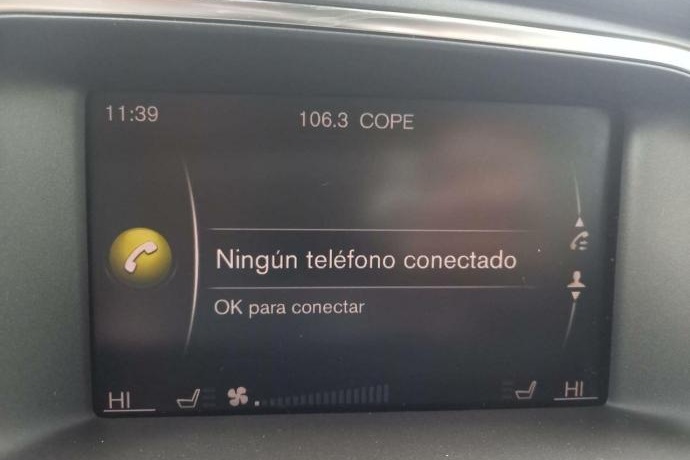 11:39
106.3 COPE
Ningún teléfono conectado
OK para conectar
HI
HI